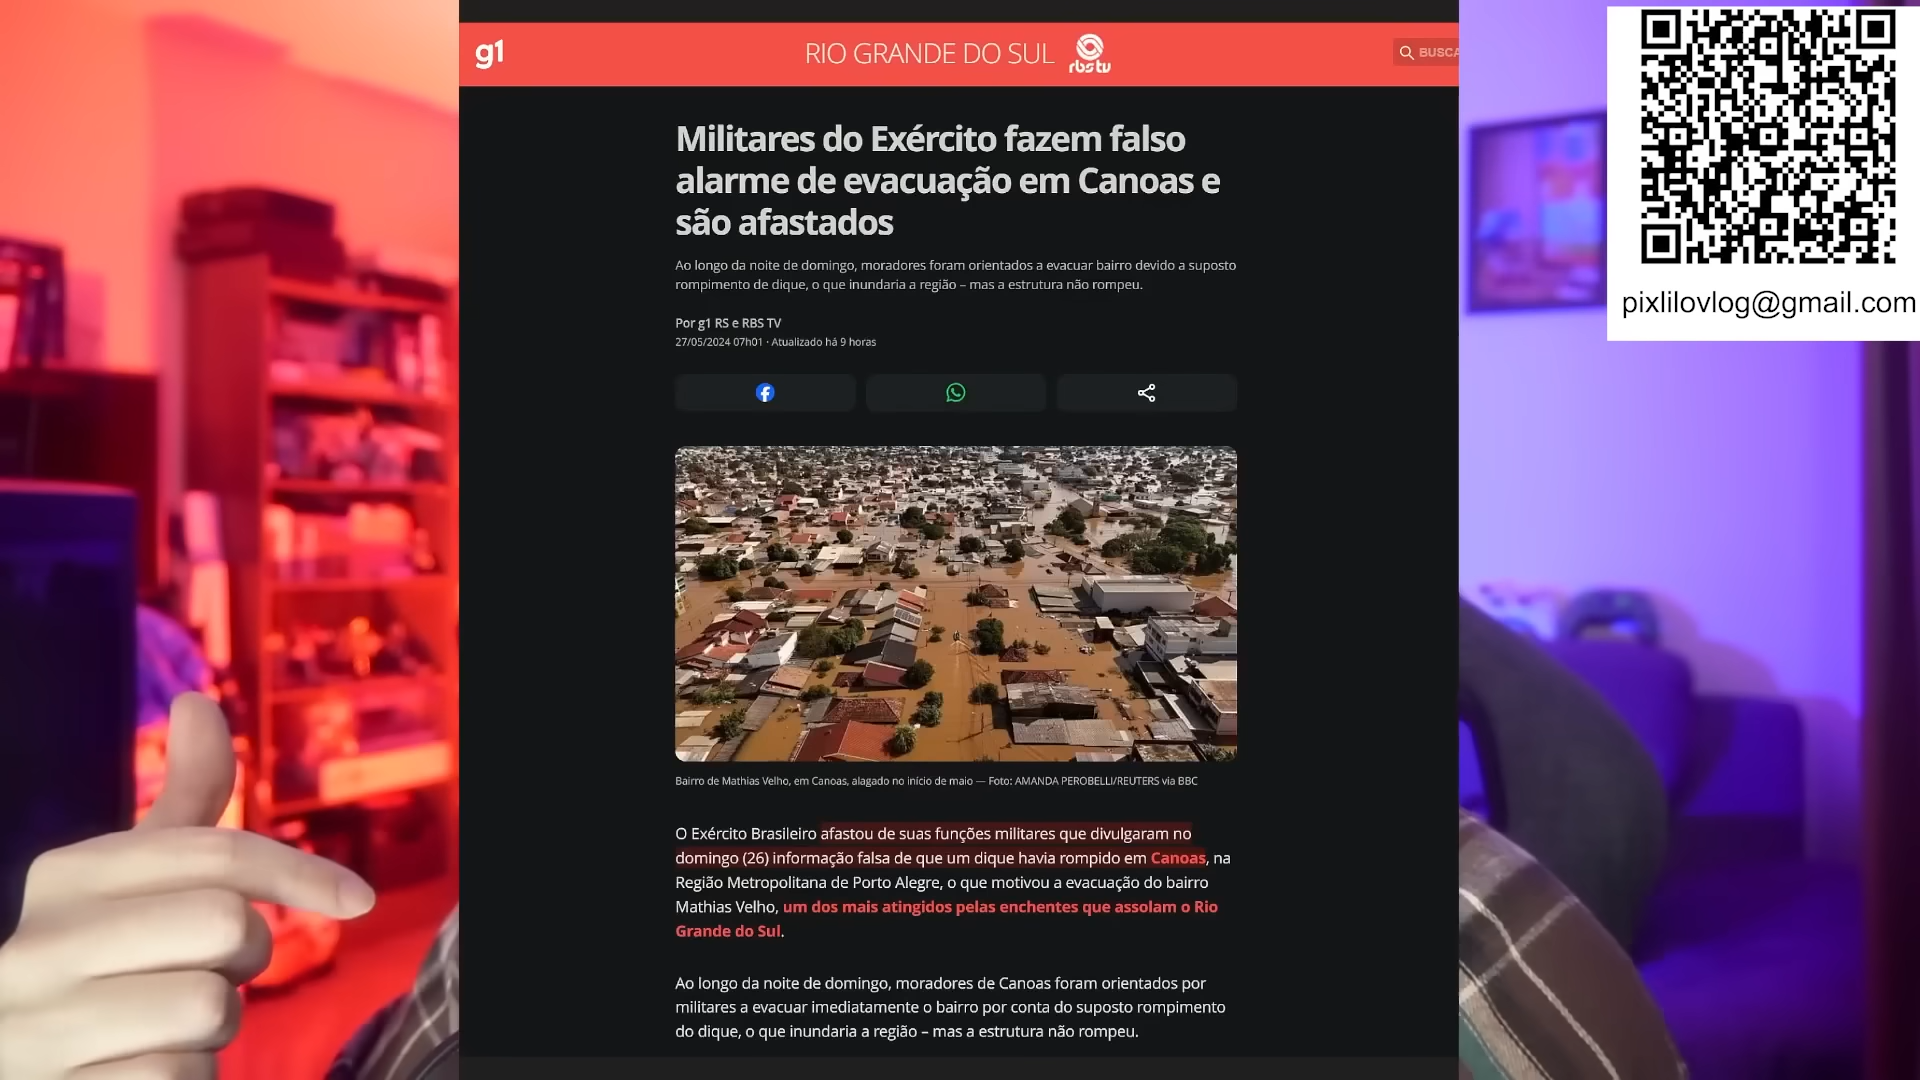 g1
RIO GRANDE DO SUL
rbs tv
BUSCA
pixlilovlog@gmail.com
Militares do Exército fazem falso
alarme de evacuação em Canoas e
são afastados
Ao longo da noite de domingo, moradores foram orientados a evacuar bairro devido a suposto
rompimento de dique, o que inundaria a região – mas a estrutura não rompeu.
Por g1 RS e RBS TV
27/05/2024 07h01 · Atualizado há 9 horas
Bairro de Mathias Velho, em Canoas, alagado no início de maio — Foto: AMANDA PEROBELLI/REUTERS via BBC
O Exército Brasileiro afastou de suas funções militares que divulgaram no
domingo (26) informação falsa de que um dique havia rompido em Canoas, na
Região Metropolitana de Porto Alegre, o que motivou a evacuação do bairro
Mathias Velho, um dos mais atingidos pelas enchentes que assolam o Rio
Grande do Sul.
Ao longo da noite de domingo, moradores de Canoas foram orientados por
militares a evacuar imediatamente o bairro por conta do suposto rompimento
do dique, o que inundaria a região – mas a estrutura não rompeu.